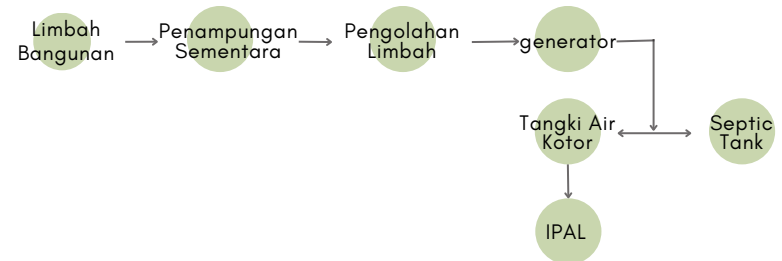 Limbah
Bangunan
Penampungan
Sementara
Pengolahan
Limbah
generator
Tangki Air
Kotor
Septic
Tank
IPAL